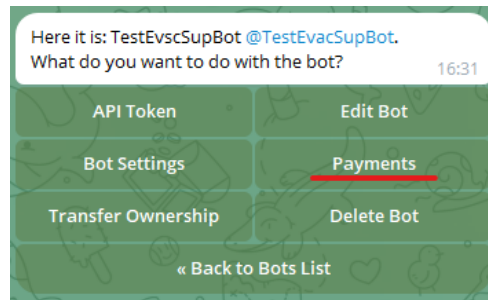 Here it is: TestEvscSupBot @TestEvacSupBot.
What do you want to do with the bot?
16:31
API Token
Edit Bot
Bot Settings
Payments
Transfer Ownership
Delete Bot
« Back to Bots List